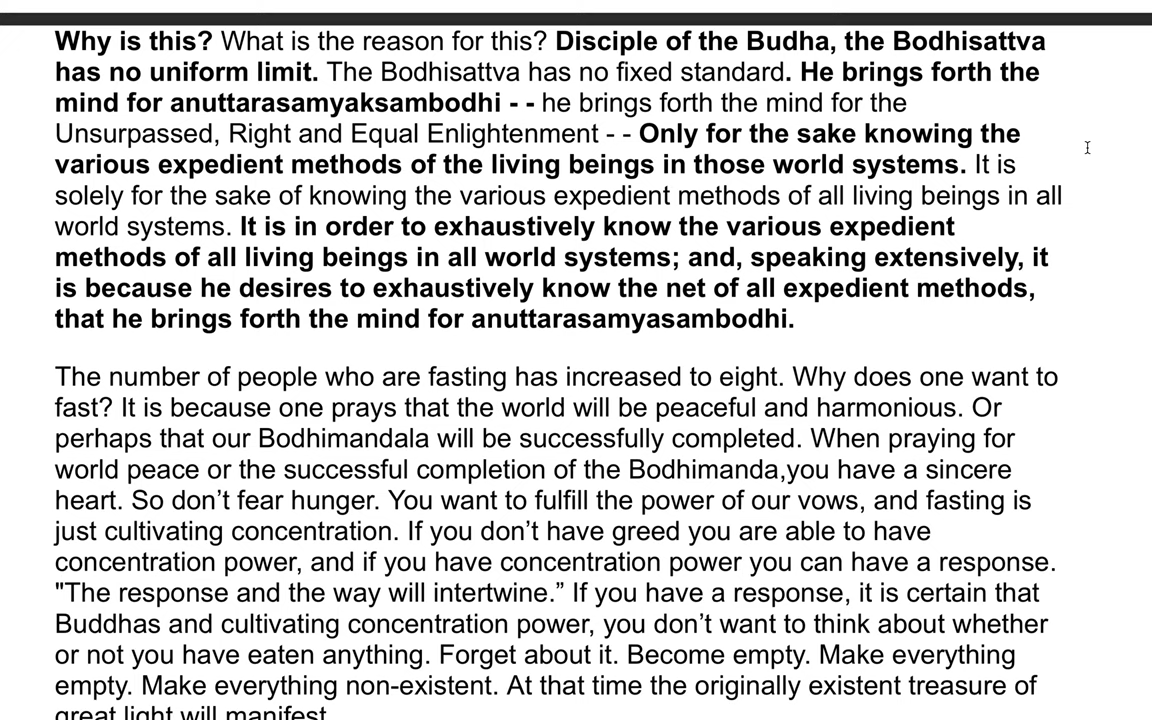 Why is this? What is the reason for this? Disciple of the Budha, the Bodhisattva
has no uniform limit. The Bodhisattva has no fixed standard. He brings forth the
mind for anuttarasamyaksambodhi - - he brings forth the mind for the
Unsurpassed, Right and Equal Enlightenment - - Only for the sake knowing the
various expedient methods of the living beings in those world systems. It is
solely for the sake of knowing the various expedient methods of all living beings in all
world systems. It is in order to exhaustively know the various expedient
methods of all living beings in all world systems; and, speaking extensively, it
is because he desires to exhaustively know the net of all expedient methods,
that he brings forth the mind for anuttarasamyasambodhi.
The number of people who are fasting has increased to eight. Why does one want to
fast? It is because one prays that the world will be peaceful and harmonious. Or
perhaps that our Bodhimandala will be successfully completed. When praying for
world peace or the successful completion of the Bodhimanda,you have a sincere
heart. So don’t fear hunger. You want to fulfill the power of our vows, and fasting is
just cultivating concentration. If you don’t have greed you are able to have
concentration power, and if you have concentration power you can have a response.
"The response and the way will intertwine.” If you have a response, it is certain that
Buddhas and cultivating concentration power, you don’t want to think about whether
or not you have eaten anything. Forget about it. Become empty. Make everything
empty. Make everything non-existent. At that time the originally existent treasure of
great light will manifest